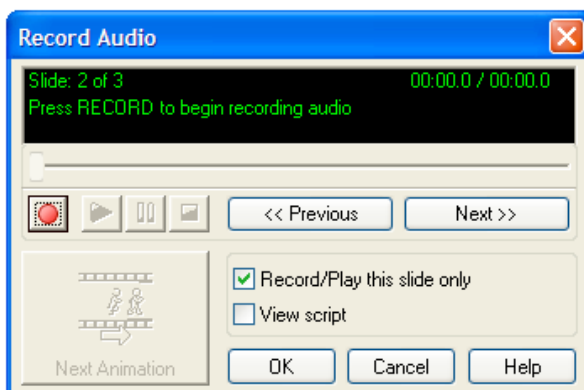 Record Audio
Slide: 2 of 3 00:00.0 / 00:00.0
Press RECORD to begin recording audio
<< Previous Next >>
Record/Play this slide only
View script
Next Animation
OK Cancel Help